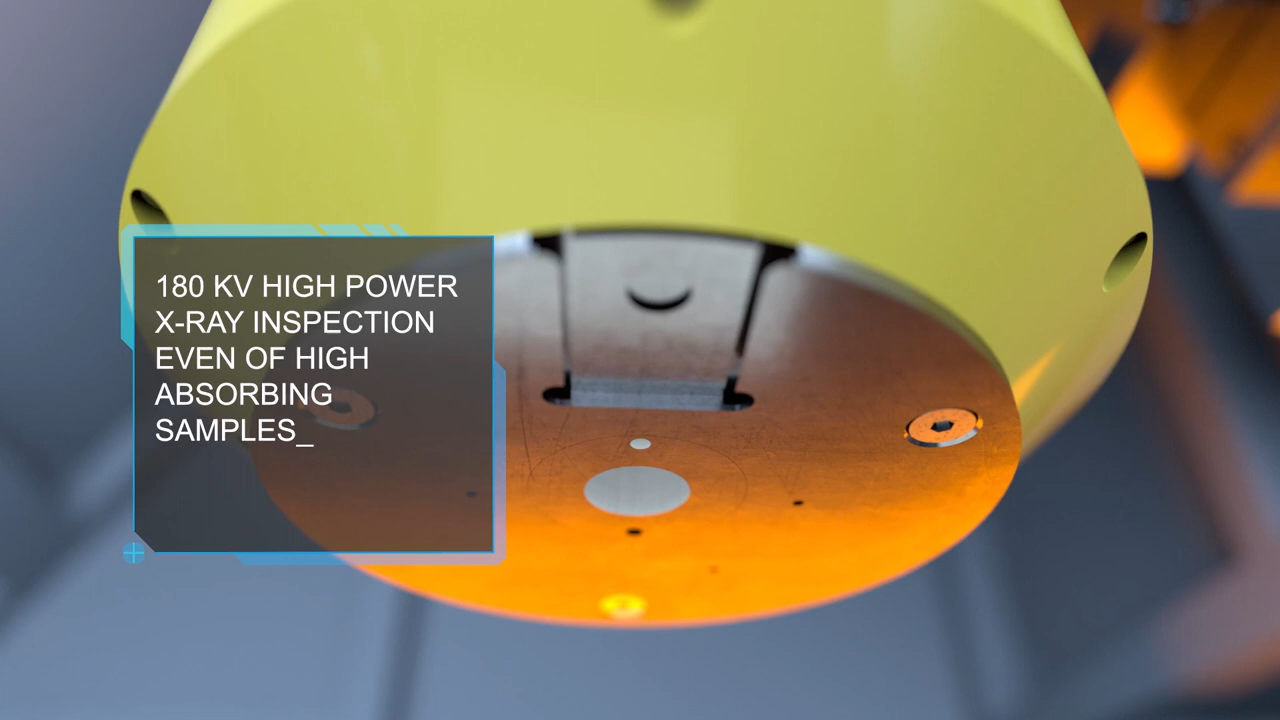 180 KV HIGH POWER
X-RAY INSPECTION
EVEN OF HIGH
ABSORBING
SAMPLES_